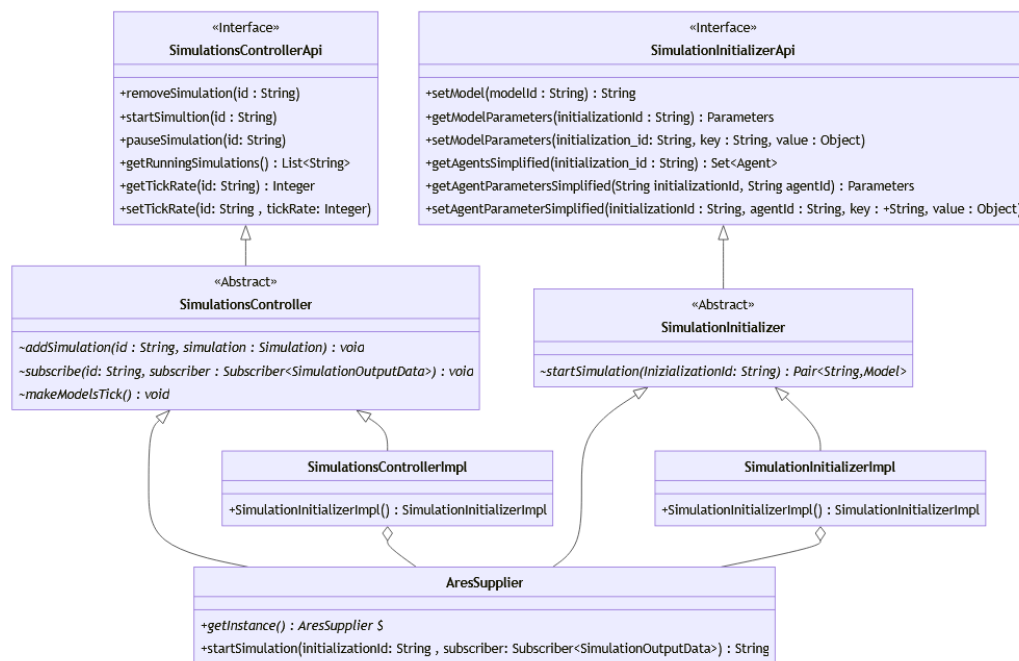 «Interface»
SimulationsControllerApi
+removeSimulation(id : String)
+startSimultion(id : String)
+pauseSimulation(id: String)
+getRunningSimulations() : List<String>
+getTickRate(id: String) : Integer
+setTickRate(id: String , tickRate: Integer)
«Interface»
SimulationInitializerApi
+setModel(modelId : String) : String
+getModelParameters(initializationId : String) : Parameters
+setModelParameters(initialization_id: String, key : String, value : Object)
+getAgentsSimplified(initialization_id : String) : Set<Agent>
+getAgentParametersSimplified(String initializationId, String agentId) : Parameters
+setAgentParameterSimplified(initializationId : String, agentId : String, key : +String, value : Object)
«Abstract»
SimulationsController
~addSimulation(id : String, simulation : Simulation) : void
~subscribe(id: String, subscriber : Subscriber<SimulationOutputData>) : void
~makeModelsTick() : void
«Abstract»
SimulationInitializer
~startSimulation(InizializationId: String) : Pair<String,Model>
SimulationsControllerImpl
+SimulationInitializerImpl() : SimulationInitializerImpl
SimulationInitializerImpl
+SimulationInitializerImpl() : SimulationInitializerImpl
AresSupplier
+getInstance() : AresSupplier $
+startSimulation(initializationId: String , subscriber: Subscriber<SimulationOutputData>) : String